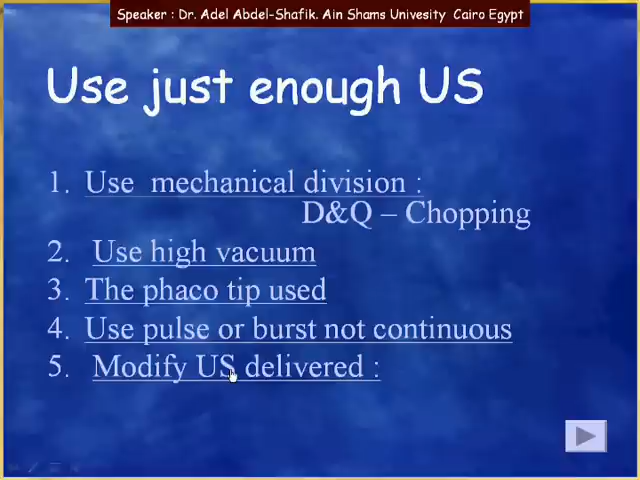 Speaker : Dr. Adel Abdel-Shafik. Ain Shams Univesity Cairo Egypt
Use just enough US
1. Use mechanical division :
D&Q – Chopping
2. Use high vacuum
3. The phaco tip used
4. Use pulse or burst not continuous
5. Modify US delivered :